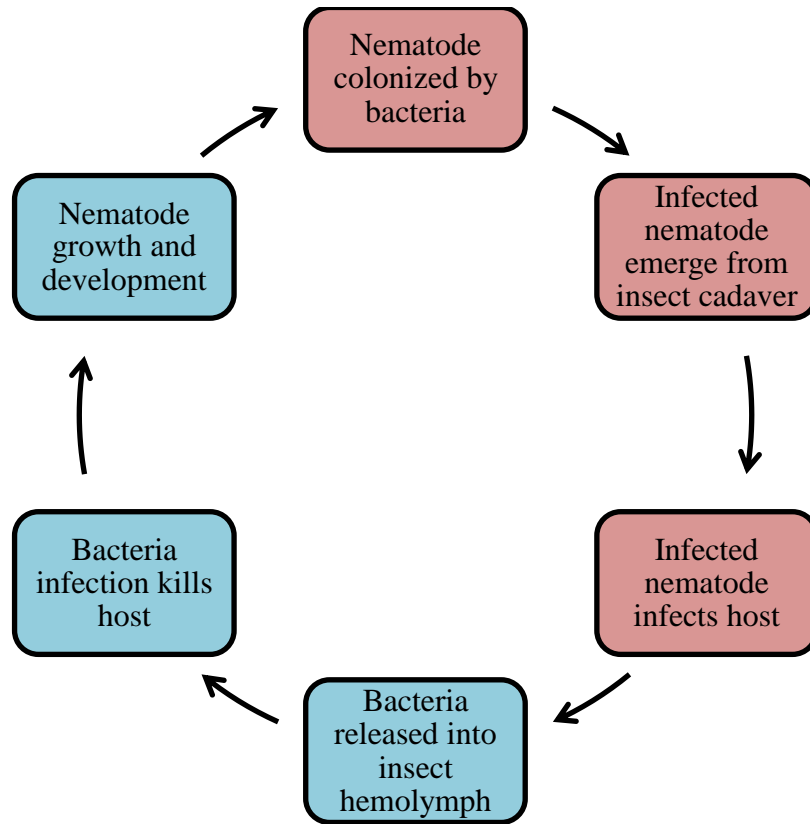 Nematode
colonized by
bacteria
Infected
nematode
emerge from
insect cadaver
Infected
nematode
infects host
Bacteria
released into
insect
hemolymph
Bacteria
infection kills
host
Nematode
growth and
development